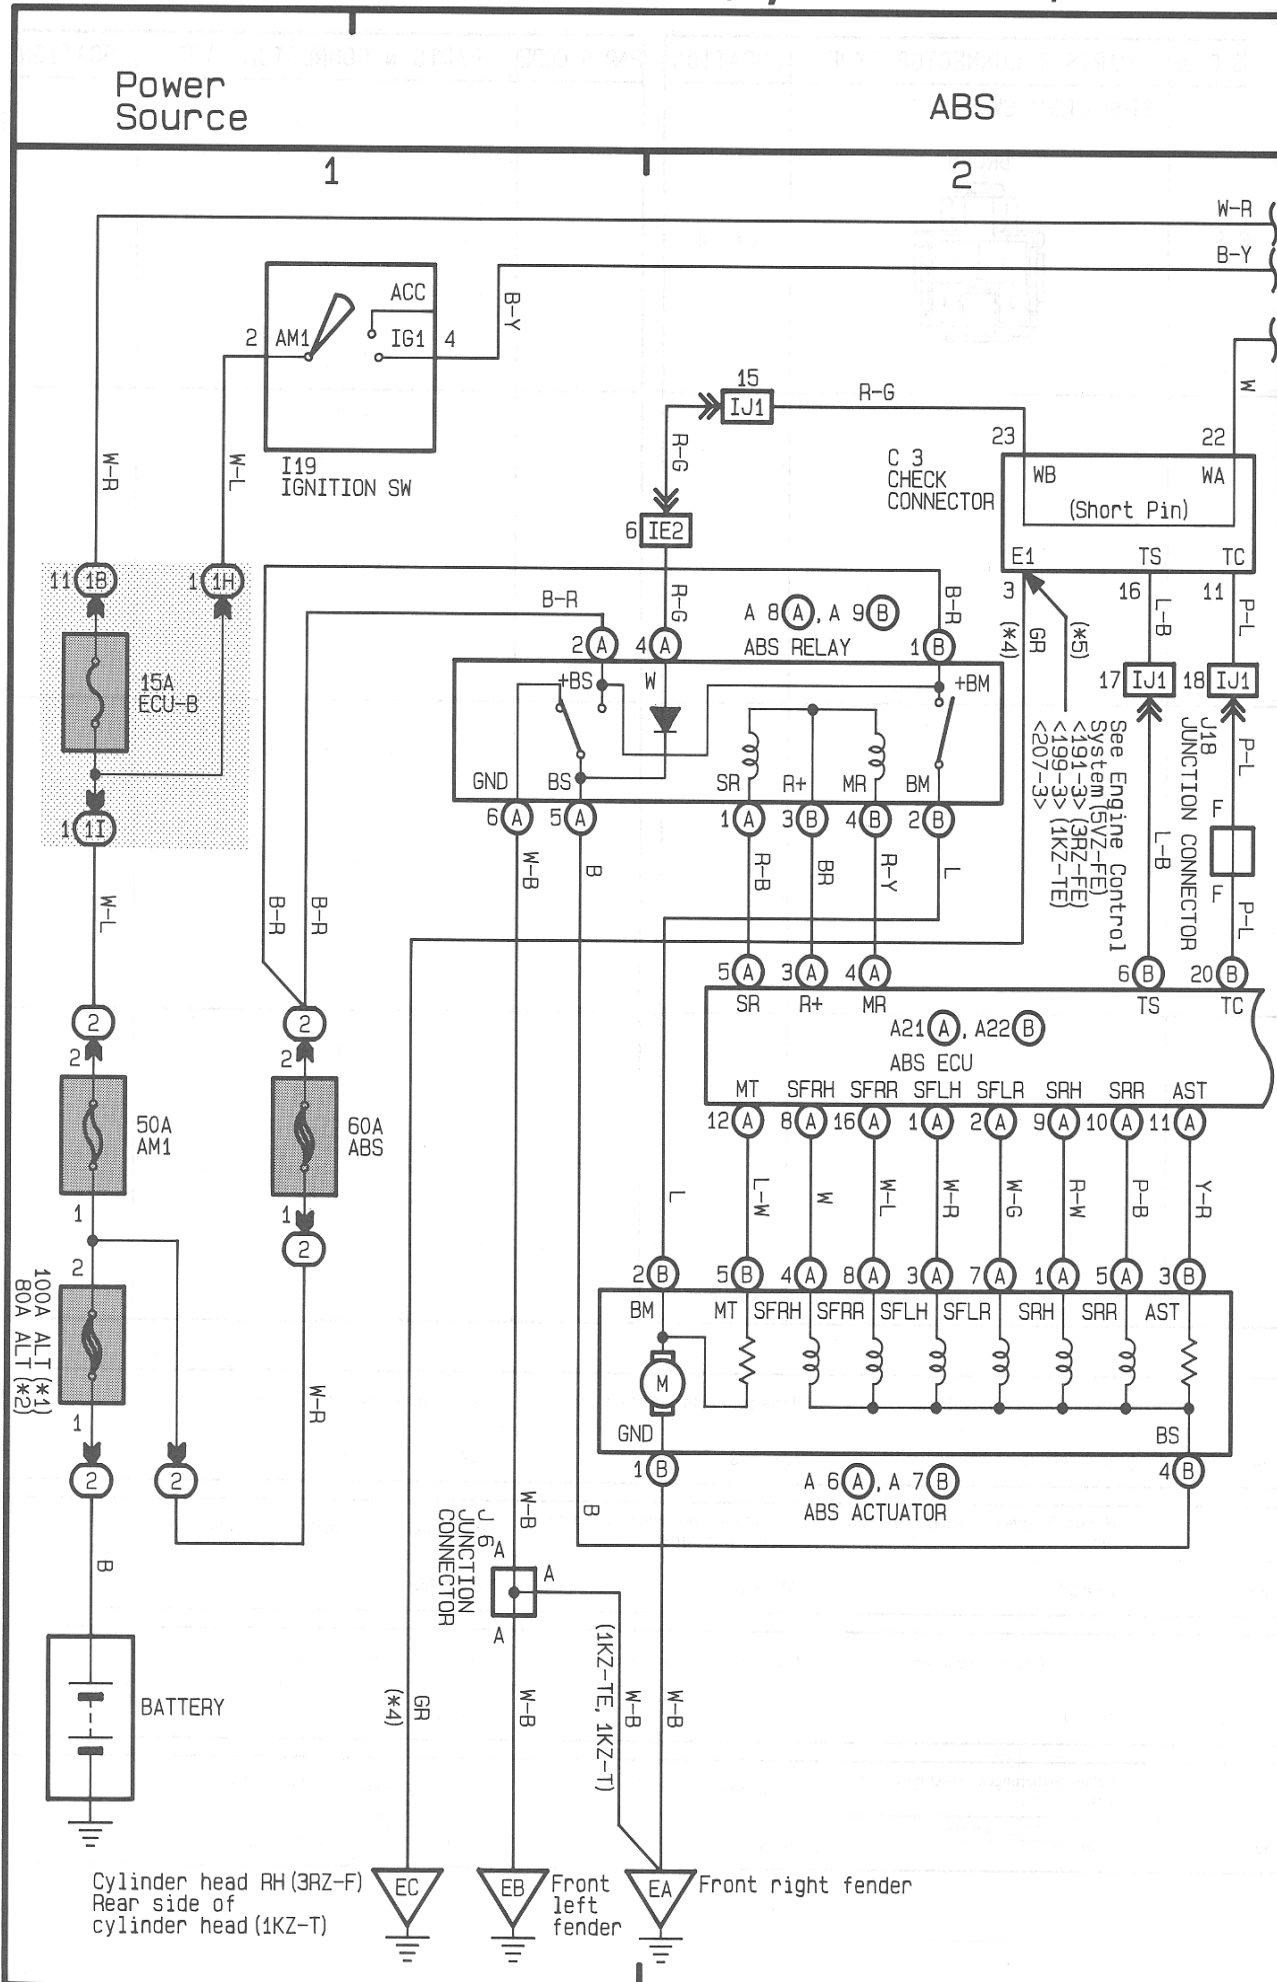 Power
Source
ABS
1
2
W-R
B-Y
ACC
2
AM1
IG1
4
B-Y
W
I19
IGNITION SW
W-R
W-L
15
IJ1
R-G
R-G
6
IE2
R-G
C 3
CHECK
CONNECTOR
23
22
WB
WA
(Short Pin)
E1
TS
TC
3
16
11
(*4)
GR
(*5)
L-B
P-L
17
IJ1
18
IJ1
11
1B
1
1H
15A
ECU-B
1
1I
B-R
B-R
A 8
A
, A 9
B
ABS RELAY
2
A
4
A
1
B
+BS
W
+BM
GND
BS
SR
R+
MR
BM
6
A
5
A
1
A
3
B
4
B
2
B
See Engine Control
System(5VZ-FE)
<191-3>(3RZ-FE)
<199-3>(1KZ-TE)
<207-3>
J18
JUNCTION CONNECTOR
P-L
F
F
P-L
L-B
W-B
B
R-B
BR
R-Y
L
W-L
B-R
B-R
5
A
3
A
4
A
6
B
20
B
SR
R+
MR
TS
TC
A21
A
, A22
B
ABS ECU
MT
SFRH
SFRR
SFLH
SFLR
SRH
SRR
AST
12
A
8
A
16
A
1
A
2
A
9
A
10
A
11
A
2
2
2
2
50A
AM1
60A
ABS
1
1
2
L
L-W
W
W-L
W-R
W-G
R-W
P-B
Y-R
2
B
5
B
4
A
8
A
3
A
7
A
1
A
5
A
3
B
BM
MT
SFRH
SFRR
SFLH
SFLR
SRH
SRR
AST
M
GND
BS
1
B
4
B
A 6
A
, A 7
B
ABS ACTUATOR
2
100A ALT(*1)
80A ALT(*2)
1
2
2
W-R
B
W-B
B
J 6
JUNCTION
CONNECTOR
A
A
A
BATTERY
(*4)
GR
W-B
(1KZ-TE, 1KZ-T)
W-B
W-B
Cylinder head RH(3RZ-F)
Rear side of
cylinder head(1KZ-T)
EC
EB
Front
left
fender
EA
Front right fender